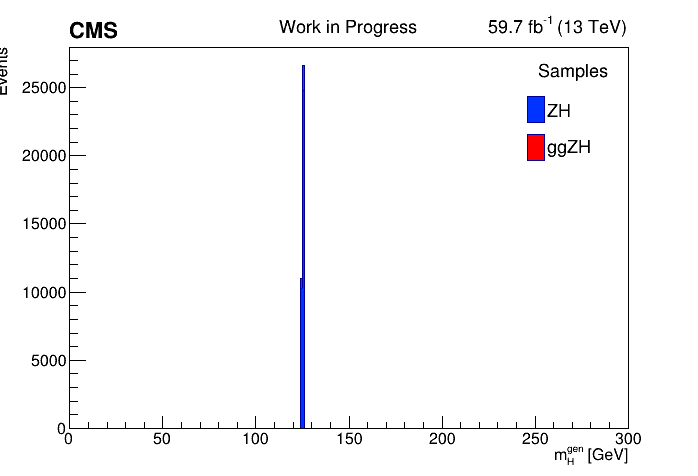 CMS Work in Progress 59.7 fb⁻¹ (13 TeV)
Events
Samples
ZH
ggZH
25000
20000
15000
10000
5000
0
0 50 100 150 200 250 300
m_H^gen [GeV]